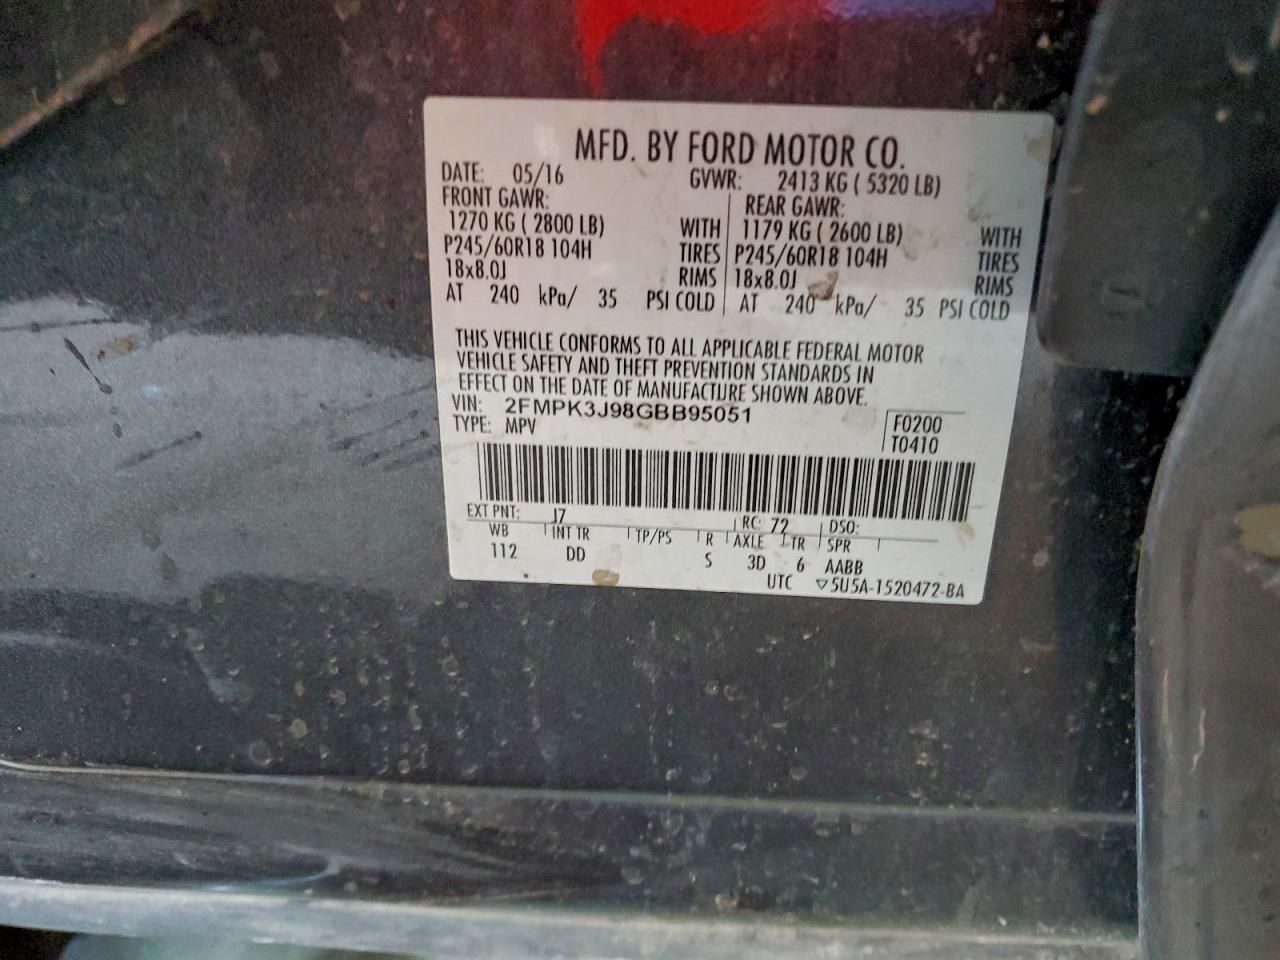 MFD. BY FORD MOTOR CO.
DATE: 05/16 GVWR: 2413 KG ( 5320 LB)
FRONT GAWR: REAR GAWR:
1270 KG ( 2800 LB) WITH 1179 KG ( 2600 LB) WITH
P245/60R18 104H TIRES P245/60R18 104H TIRES
18x8.0J RIMS 18x8.0J RIMS
AT 240 kPa/ 35 PSI COLD AT 240 kPa/ 35 PSI COLD
THIS VEHICLE CONFORMS TO ALL APPLICABLE FEDERAL MOTOR
VEHICLE SAFETY AND THEFT PREVENTION STANDARDS IN
EFFECT ON THE DATE OF MANUFACTURE SHOWN ABOVE.
VIN: 2FMPK3J98GBB95051
TYPE: MPV
F0200
T0410
EXT PNT: J7 RC: 72 DSO:
WB INT TR TP/PS R AXLE TR SPR
112 DD S 3D 6 AABB
UTC ▽5U5A-1520472-BA